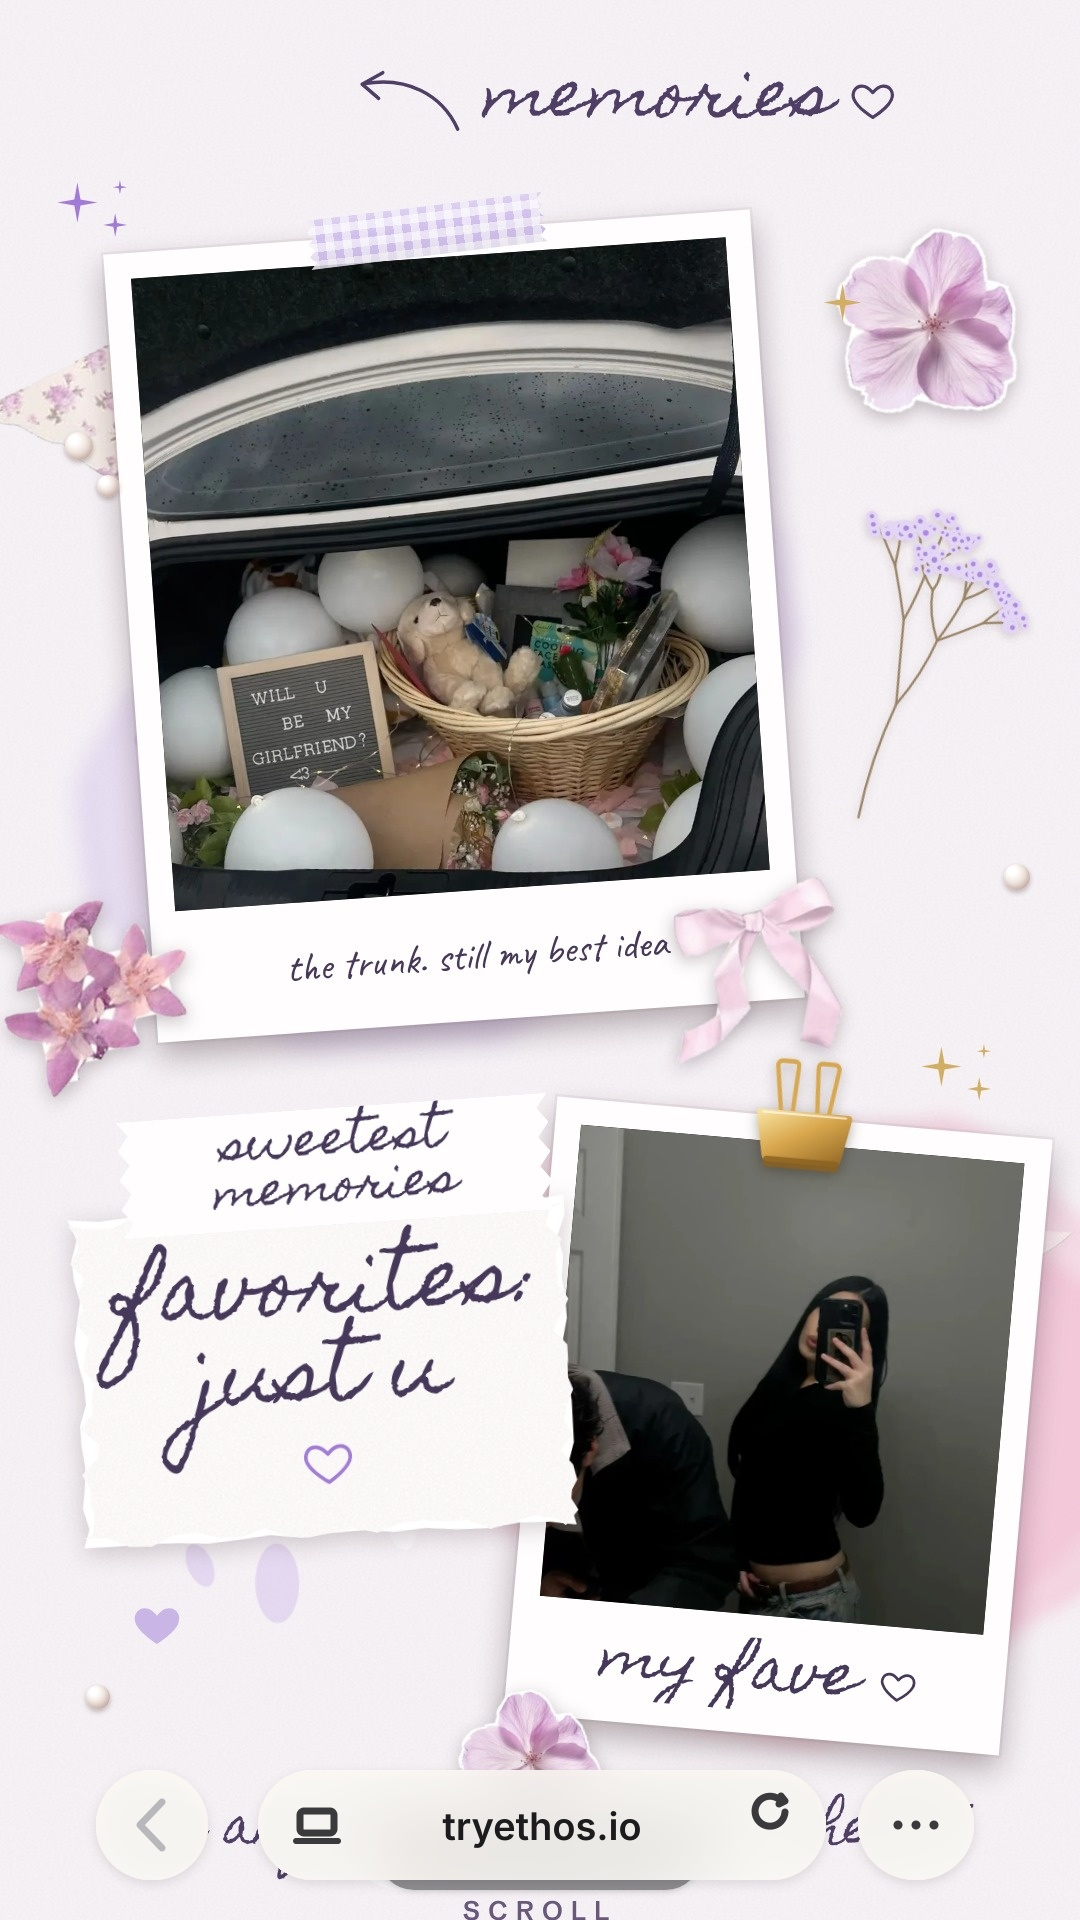 memories
WILL U
BE MY
GIRLFRIEND?
<3
the trunk. still my best idea
sweetest
memories
favorites:
just u
my fave
tryethos.io
SCROLL